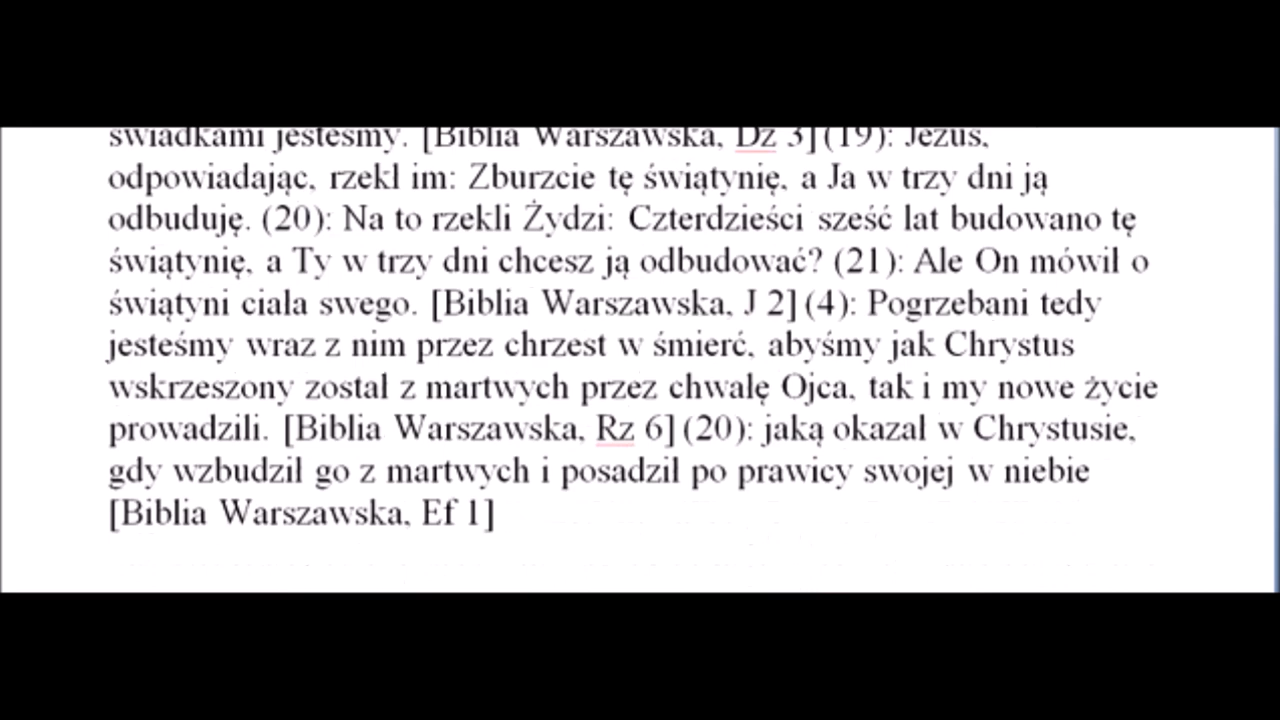 świadkami jesteśmy. [Biblia Warszawska, Dz 3] (19): Jezus,
odpowiadając, rzekł im: Zburzcie tę świątynię, a Ja w trzy dni ją
odbuduję. (20): Na to rzekli Żydzi: Czterdzieści sześć lat budowano tę
świątynię, a Ty w trzy dni chcesz ją odbudować? (21): Ale On mówił o
świątyni ciała swego. [Biblia Warszawska, J 2] (4): Pogrzebani tedy
jesteśmy wraz z nim przez chrzest w śmierć, abyśmy jak Chrystus
wskrzeszony został z martwych przez chwałę Ojca, tak i my nowe życie
prowadzili. [Biblia Warszawska, Rz 6] (20): jaką okazał w Chrystusie,
gdy wzbudził go z martwych i posadził po prawicy swojej w niebie
[Biblia Warszawska, Ef 1]